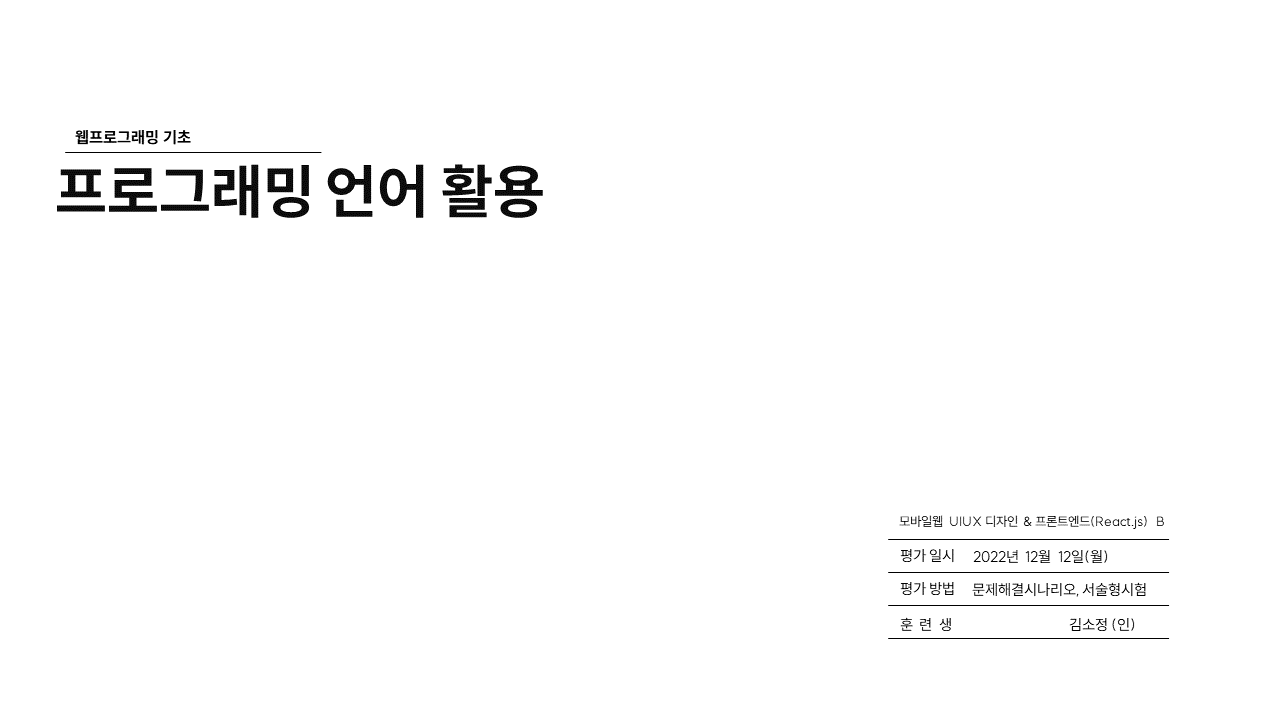 웹프로그래밍 기초
프로그래밍 언어 활용
모바일웹 UIUX 디자인 & 프론트엔드(React.js) B
평가 일시 2022년 12월 12일(월)
평가 방법 문제해결시나리오, 서술형시험
훈 련 생 김소정 (인)